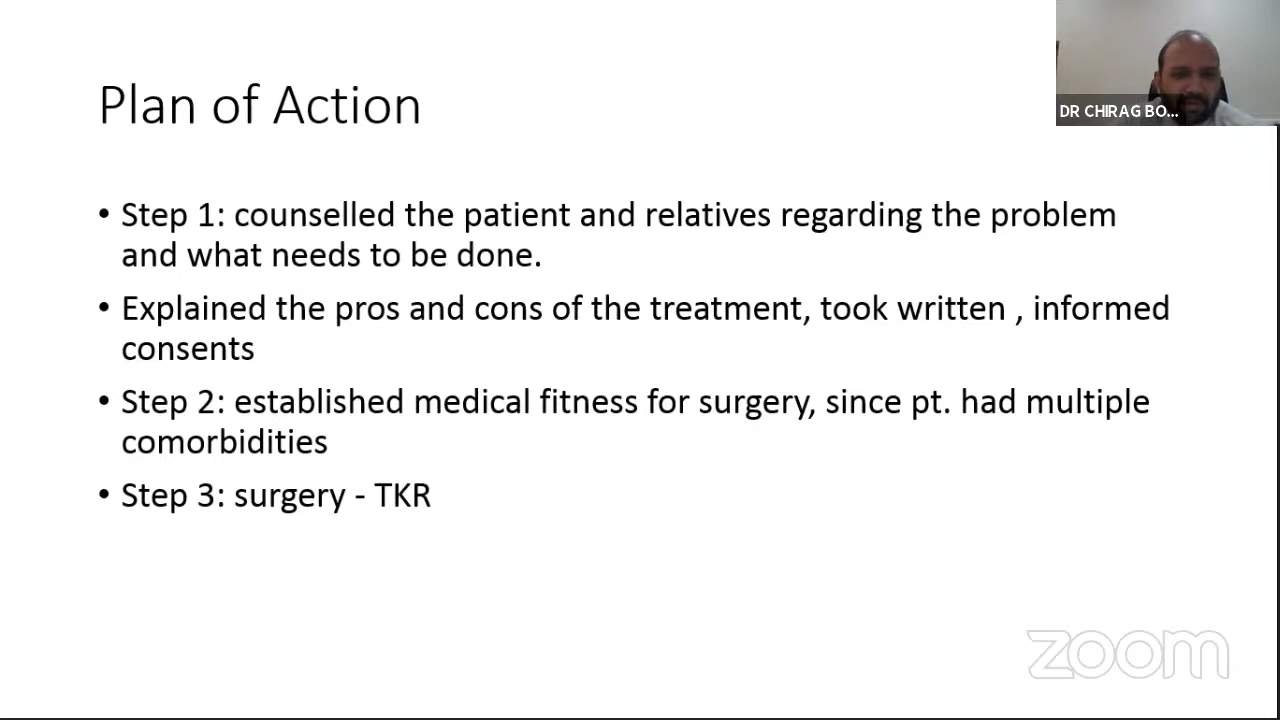 Plan of Action
DR CHIRAG BO...
• Step 1: counselled the patient and relatives regarding the problem
and what needs to be done.
• Explained the pros and cons of the treatment, took written , informed
consents
• Step 2: established medical fitness for surgery, since pt. had multiple
comorbidities
• Step 3: surgery - TKR
zoom